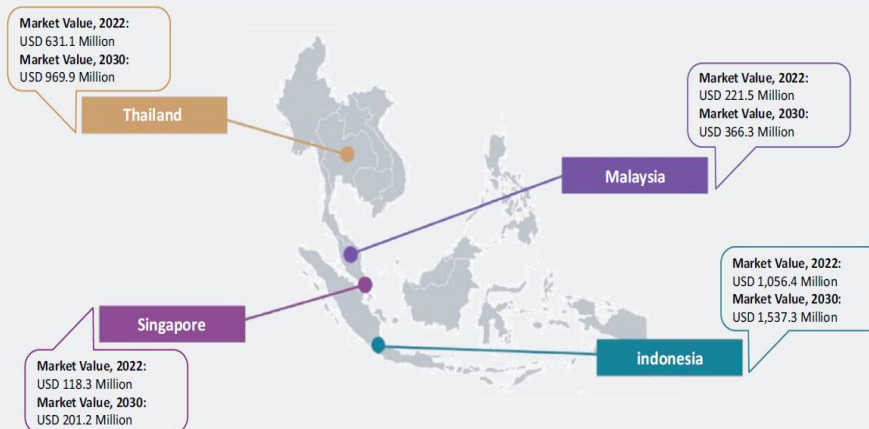 Market Value, 2022:
USD 631.1 Million
Market Value, 2030:
USD 969.9 Million
Thailand
Market Value, 2022:
USD 221.5 Million
Market Value, 2030:
USD 366.3 Million
Malaysia
Market Value, 2022:
USD 1,056.4 Million
Market Value, 2030:
USD 1,537.3 Million
indonesia
Singapore
Market Value, 2022:
USD 118.3 Million
Market Value, 2030:
USD 201.2 Million